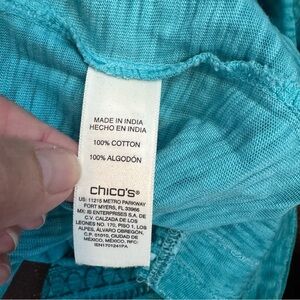 MADE IN INDIA
HECHO EN INDIA
100% COTTON
100% ALGODÓN
chico's®
US: 11215 METRO PARKWAY
FORT MYERS, FL 33966
MX: IS ENTERPRISES S.A. DE
C.V. CALZADA DE LOS
LEONES NO. 170, PISO 1, LOS
ALPES, ÁLVARO OBREGON,
C.P. 01010, CIUDAD DE
MÉXICO, MÉXICO, RFC: